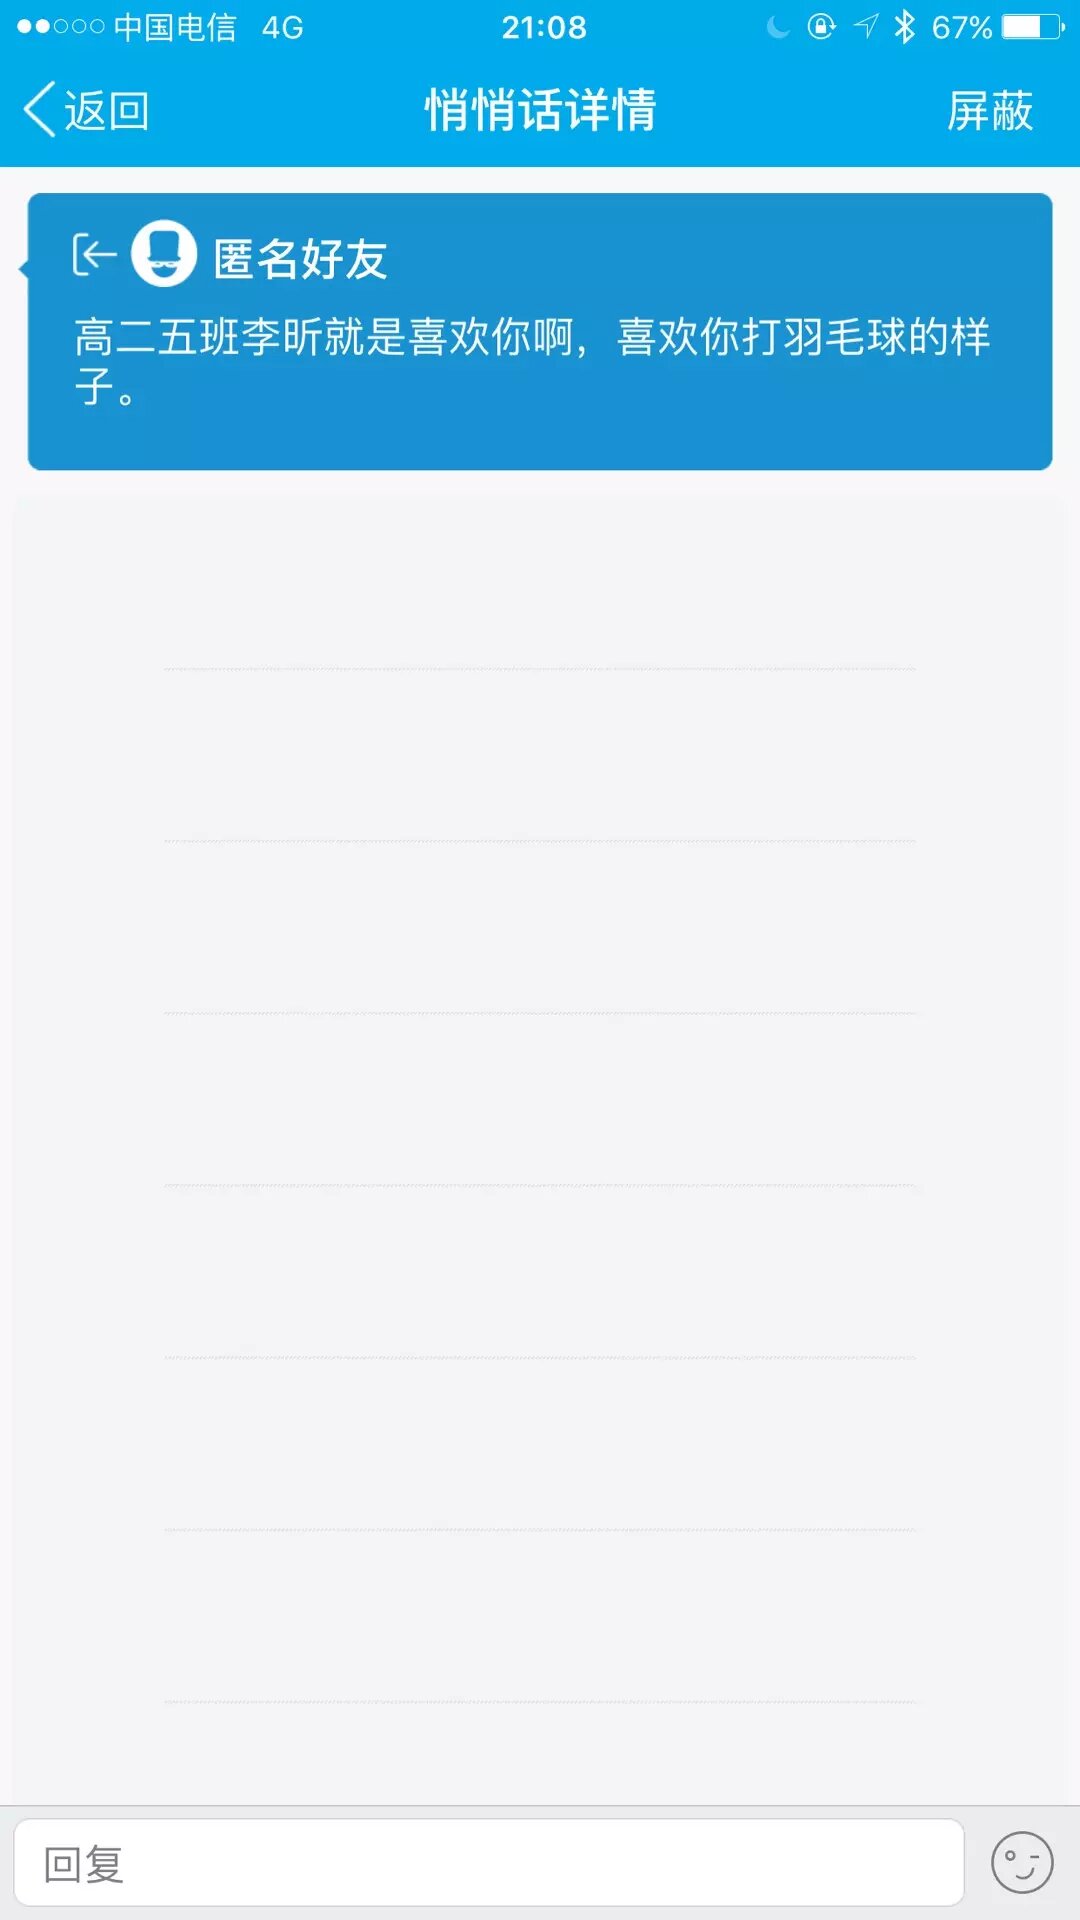 中国电信 4G 21:08 67%
返回 悄悄话详情 屏蔽
匿名好友
高二五班李昕就是喜欢你啊，喜欢你打羽毛球的样
子。
回复